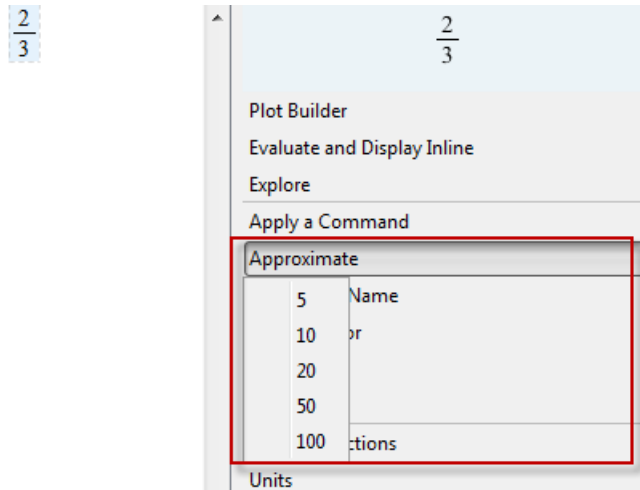 2
3
2
3
Plot Builder
Evaluate and Display Inline
Explore
Apply a Command
Approximate
5 Name
10
20
50
100
Units